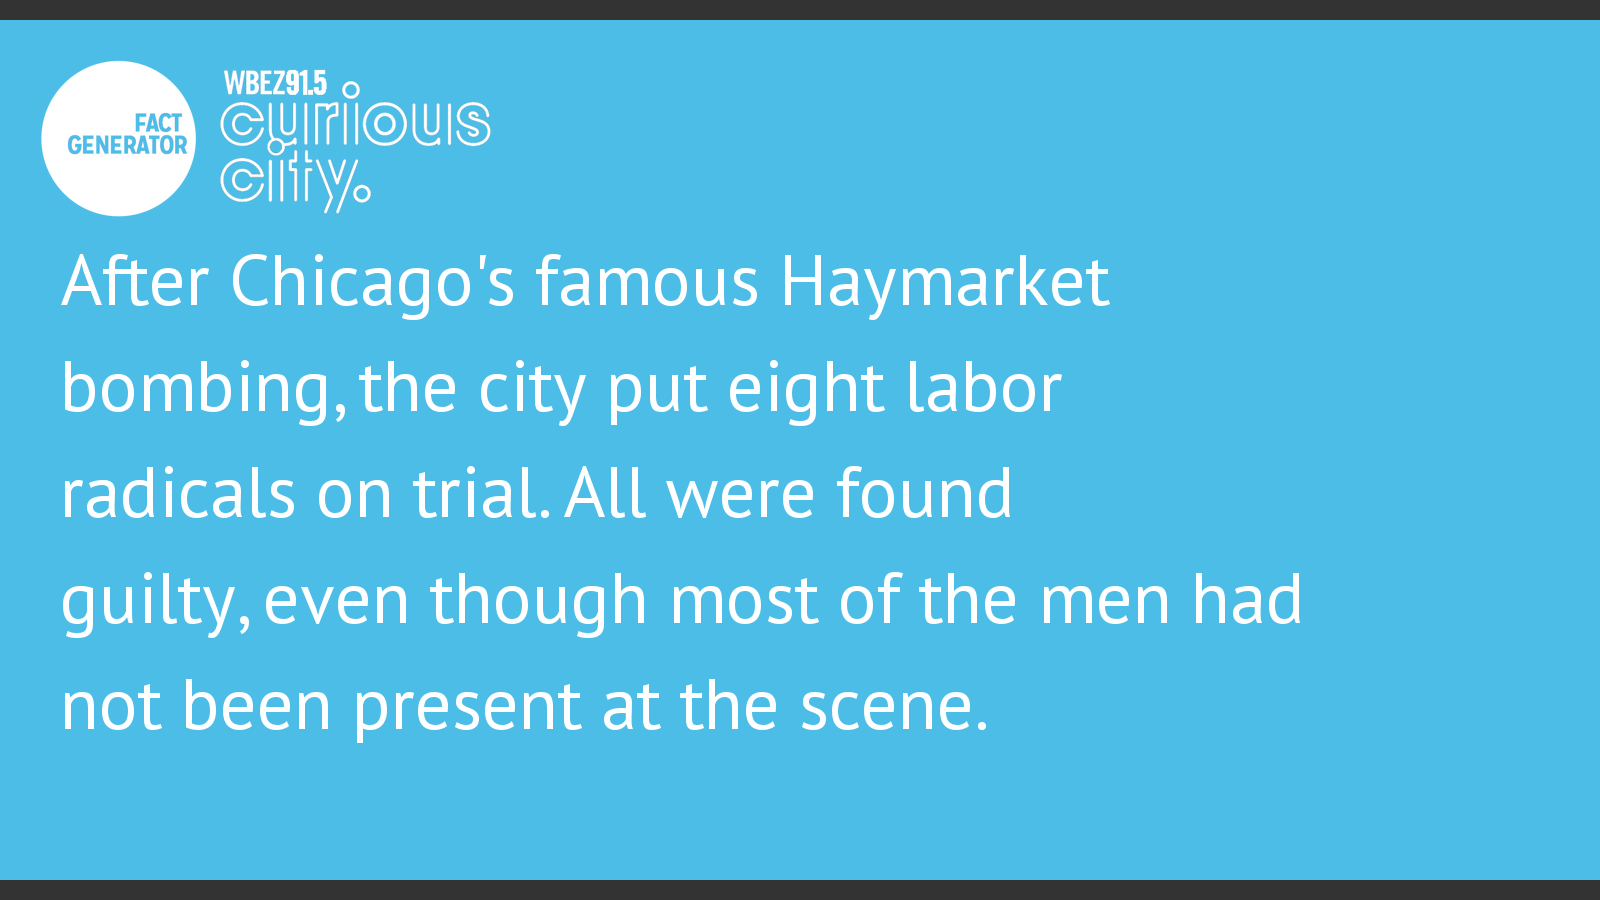 FACT
GENERATOR
WBEZ91.5
curious
city.
After Chicago's famous Haymarket
bombing, the city put eight labor
radicals on trial. All were found
guilty, even though most of the men had
not been present at the scene.